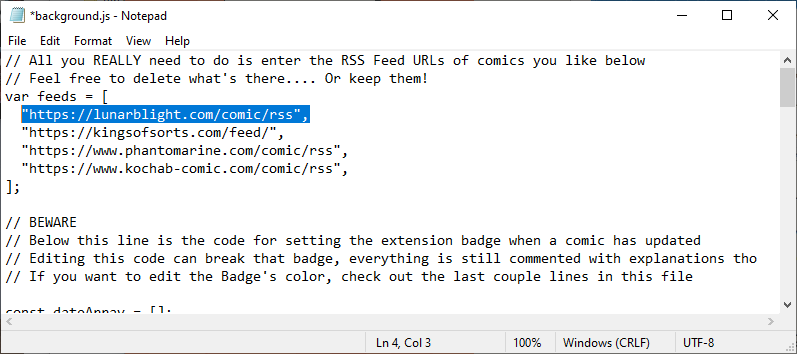 *background.js - Notepad
File Edit Format View Help
// All you REALLY need to do is enter the RSS Feed URLs of comics you like below
// Feel free to delete what's there.... Or keep them!
var feeds = [
"https://lunarblight.com/comic/rss",
"https://kingsofsorts.com/feed/",
"https://www.phantomarine.com/comic/rss",
"https://www.kochab-comic.com/comic/rss",
];
// BEWARE
// Below this line is the code for setting the extension badge when a comic has updated
// Editing this code can break that badge, everything is still commented with explanations tho
// If you want to edit the Badge's color, check out the last couple lines in this file
const dateArray = [];
Ln 4, Col 3 100% Windows (CRLF) UTF-8